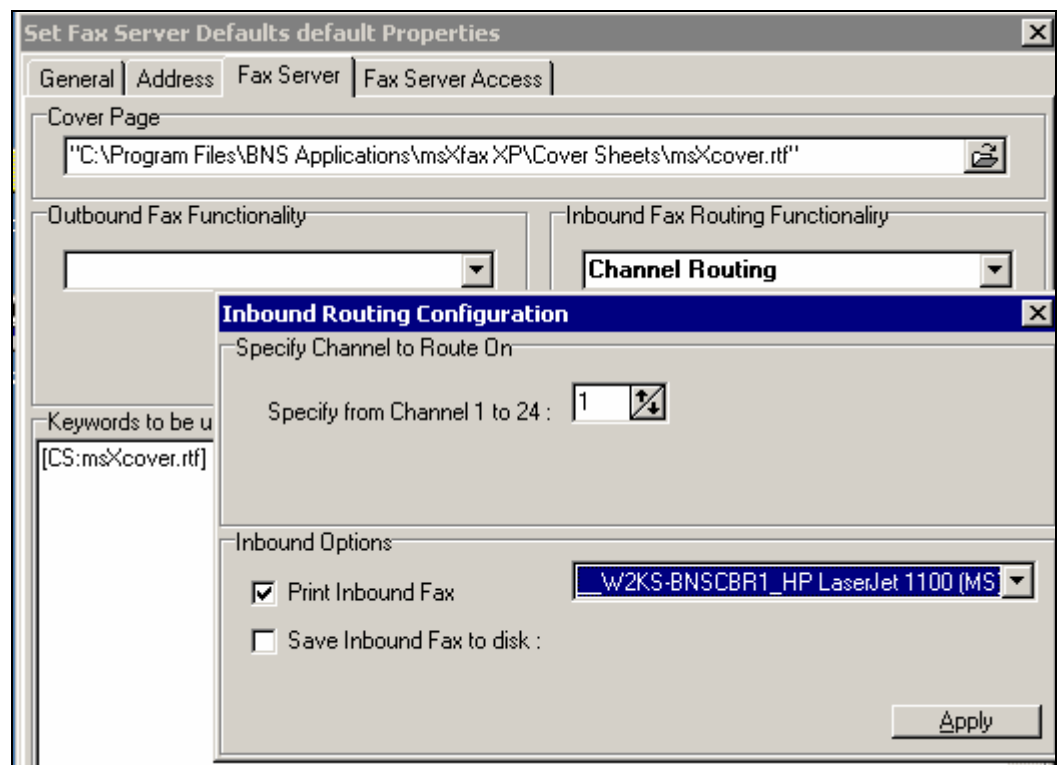 Set Fax Server Defaults default Properties
General Address Fax Server Fax Server Access
Cover Page
"C:\Program Files\BNS Applications\msXfax XP\Cover Sheets\msXcover.rtf"
Outbound Fax Functionality
Inbound Fax Routing Functionaliry
Channel Routing
Inbound Routing Configuration
Specify Channel to Route On
Specify from Channel 1 to 24 : 1
Keywords to be u
[CS:msXcover.rtf]
Inbound Options
Print Inbound Fax
__W2KS-BNSCBR1_HP LaserJet 1100 (MS)
Save Inbound Fax to disk :
Apply